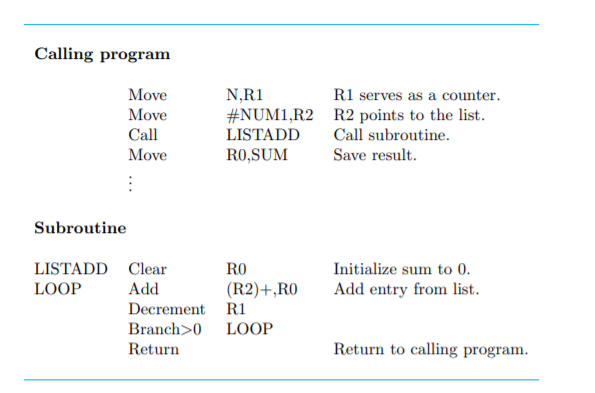 Calling program
Move N,R1 R1 serves as a counter.
Move #NUM1,R2 R2 points to the list.
Call LISTADD Call subroutine.
Move R0,SUM Save result.
⋮
Subroutine
LISTADD Clear R0 Initialize sum to 0.
LOOP Add (R2)+,R0 Add entry from list.
Decrement R1
Branch>0 LOOP
Return Return to calling program.